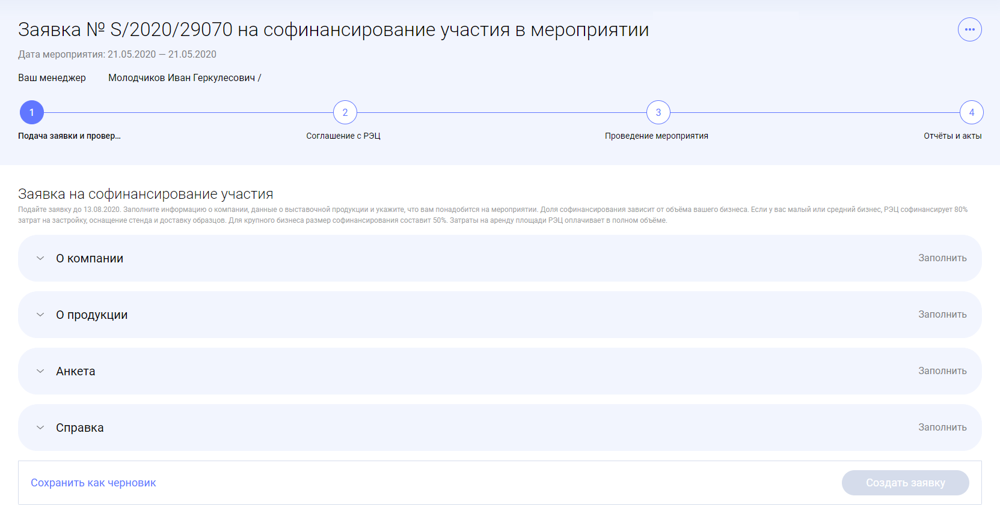 Заявка № S/2020/29070 на софинансирование участия в мероприятии
Дата мероприятия: 21.05.2020 — 21.05.2020
Ваш менеджер Молодчиков Иван Геркулесович /
1 2 3 4
Подача заявки и провер... Соглашение с РЭЦ Проведение мероприятия Отчёты и акты
Заявка на софинансирование участия
Подайте заявку до 13.08.2020. Заполните информацию о компании, данные о выставочной продукции и укажите, что вам понадобится на мероприятии. Доля софинансирования зависит от объёма вашего бизнеса. Если у вас малый или средний бизнес, РЭЦ софинансирует 80%
затрат на застройку, оснащение стенда и доставку образцов. Для крупного бизнеса размер софинансирования составит 50%. Затраты на аренду площади РЭЦ оплачивает в полном объёме.
О компании Заполнить
О продукции Заполнить
Анкета Заполнить
Справка Заполнить
Сохранить как черновик Создать заявку